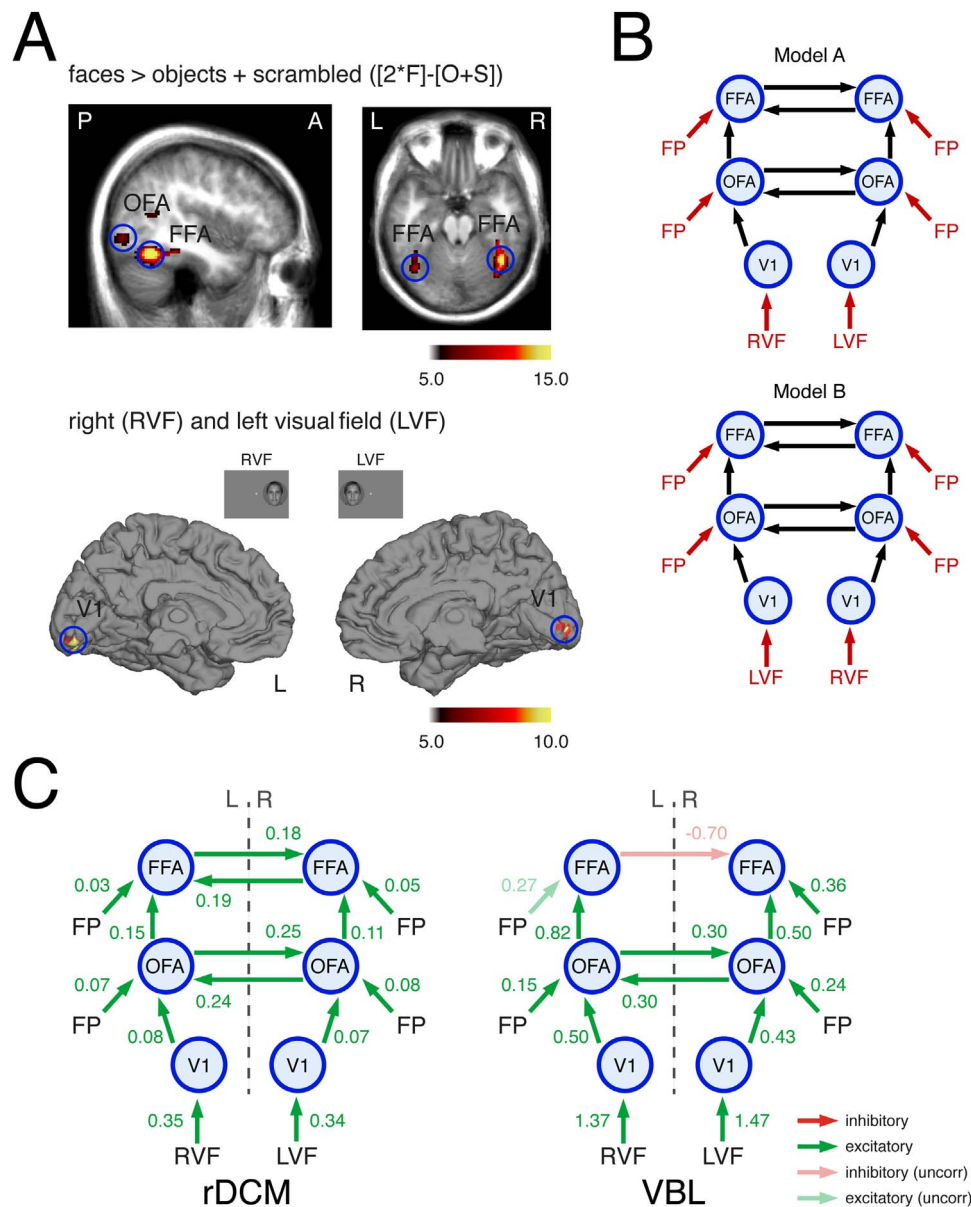 A
faces > objects + scrambled ([2*F]-[O+S])
P A
OFA
FFA
L R
FFA FFA
5.0 15.0
right (RVF) and left visual field (LVF)
RVF LVF
V1 V1
L R
5.0 10.0
B
Model A
FFA FFA
FP FP
OFA OFA
FP FP
V1 V1
RVF LVF
Model B
FFA FFA
FP FP
OFA OFA
FP FP
V1 V1
LVF RVF
C
L R
0.18
FFA FFA
0.03 0.19 0.05
FP FP
0.15 0.25 0.11
OFA OFA
0.07 0.24 0.08
FP FP
0.08 0.07
V1 V1
0.35 0.34
RVF LVF
rDCM
L R
-0.70
FFA FFA
0.27 0.36
FP FP
0.82 0.30 0.50
OFA OFA
0.15 0.30 0.24
FP FP
0.50 0.43
V1 V1
1.37 1.47
RVF LVF
VBL
inhibitory
excitatory
inhibitory (uncorr)
excitatory (uncorr)